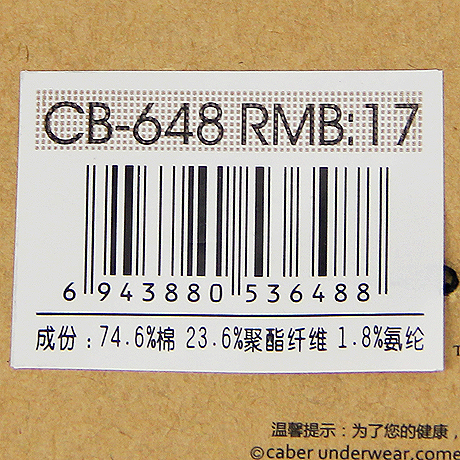 CB-648 RMB:17
6 943880 536488
成份：74.6%棉 23.6%聚酯纤维 1.8%氨纶
温馨提示：为了您的健康，
©caber underwear.come